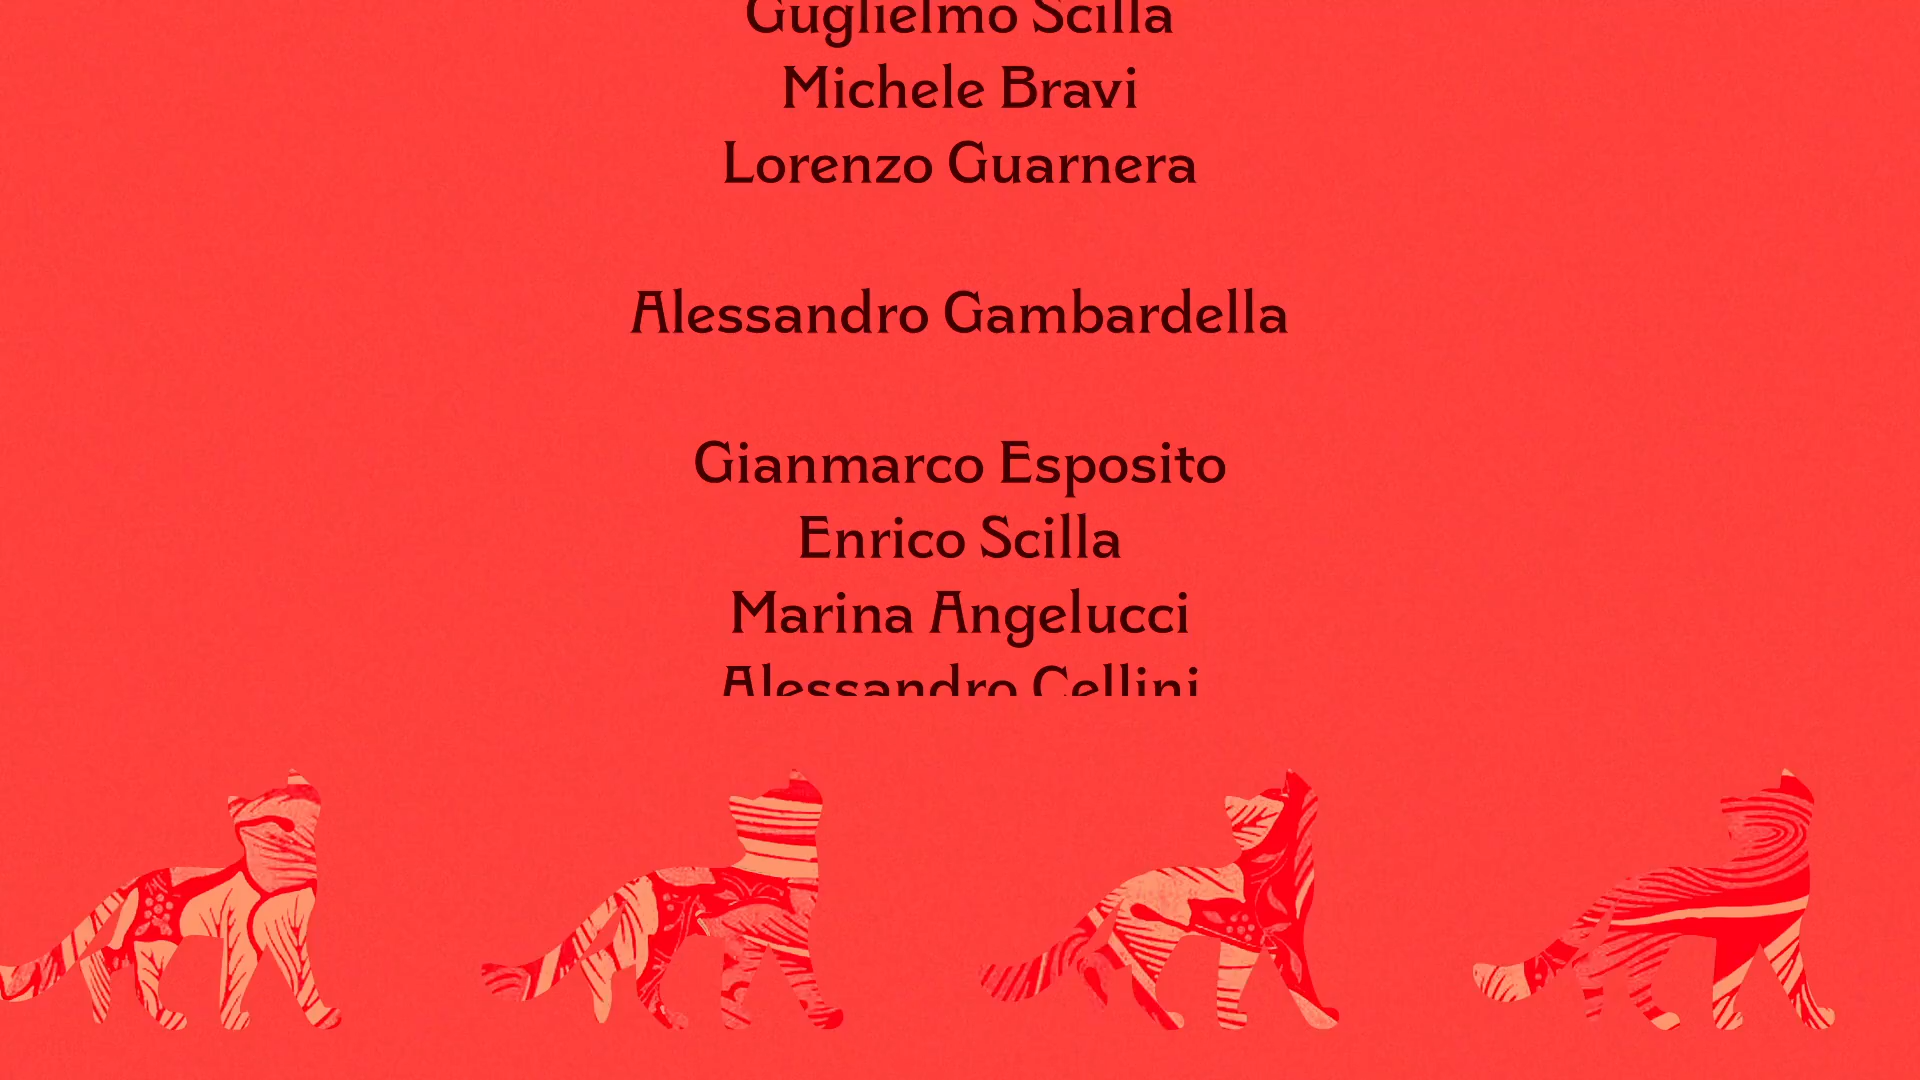 Guglielmo Scilla
Michele Bravi
Lorenzo Guarnera
Alessandro Gambardella
Gianmarco Esposito
Enrico Scilla
Marina Angelucci
Alessandro Cellini